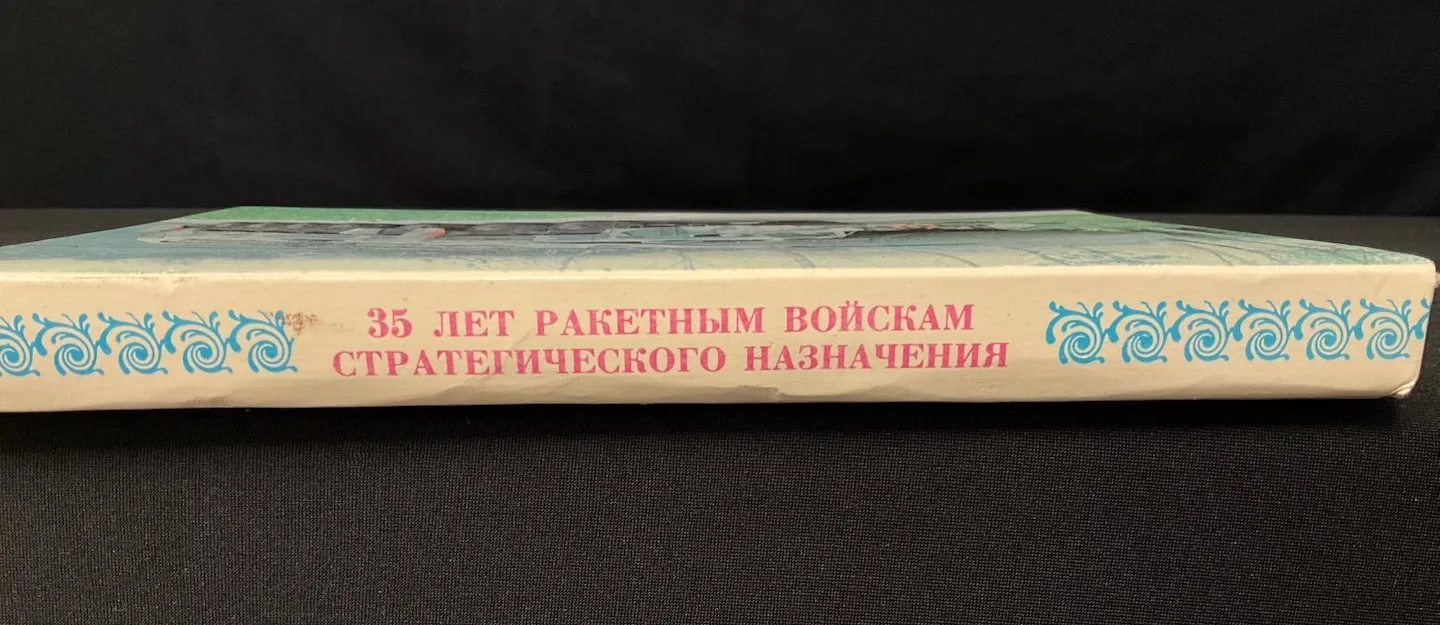 35 ЛЕТ РАКЕТНЫМ ВОЙСКАМ
СТРАТЕГИЧЕСКОГО НАЗНАЧЕНИЯ